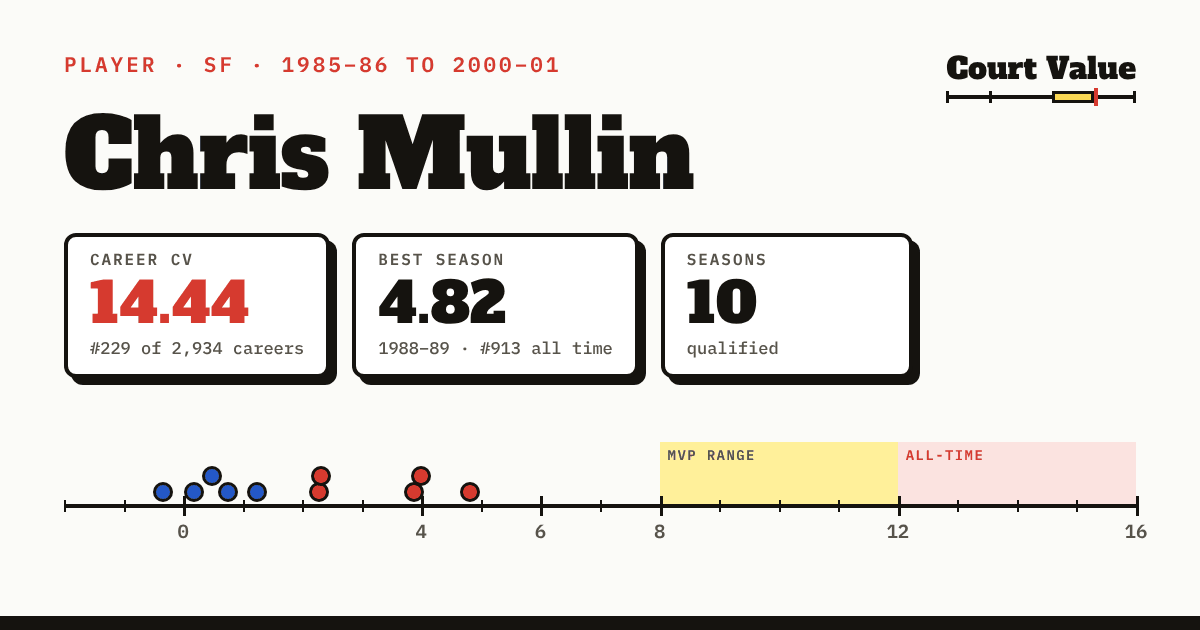 PLAYER · SF · 1985–86 TO 2000–01
Court Value
Chris Mullin
CAREER CV
14.44
#229 of 2,934 careers
BEST SEASON
4.82
1988–89 · #913 all time
SEASONS
10
qualified
MVP RANGE
ALL-TIME
0 4 6 8 12 16